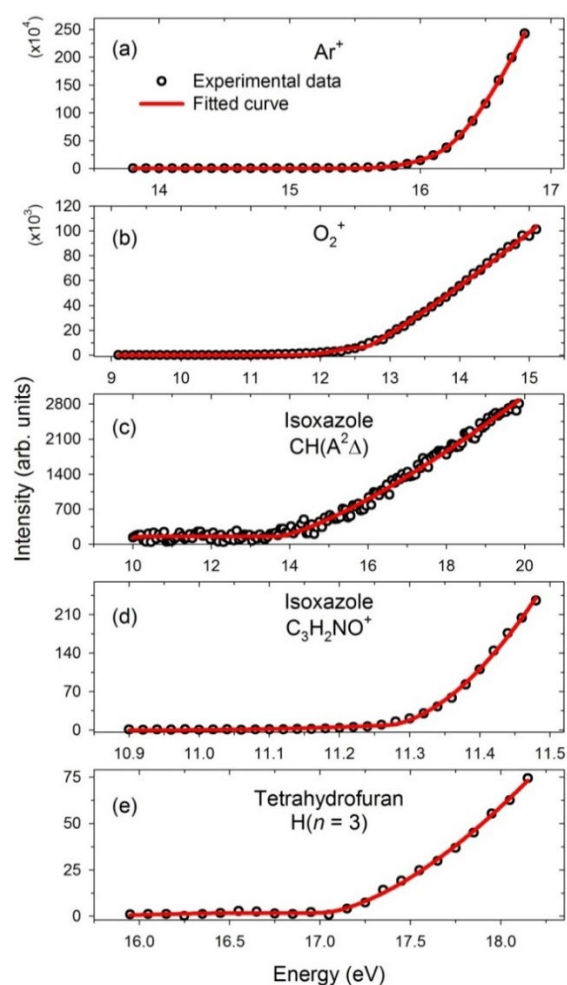 Intensity (arb. units)
(x10⁴)
250
200
150
100
50
0
(a)
Ar⁺
Experimental data
Fitted curve
14 15 16 17
(x10³)
120
100
80
60
40
20
0
(b)
O₂⁺
9 10 11 12 13 14 15
2800
2100
1400
700
0
(c)
Isoxazole
CH(A²Δ)
10 12 14 16 18 20
210
140
70
0
(d)
Isoxazole
C₃H₂NO⁺
10.9 11.0 11.1 11.2 11.3 11.4 11.5
75
50
25
0
(e)
Tetrahydrofuran
H(n = 3)
16.0 16.5 17.0 17.5 18.0
Energy (eV)